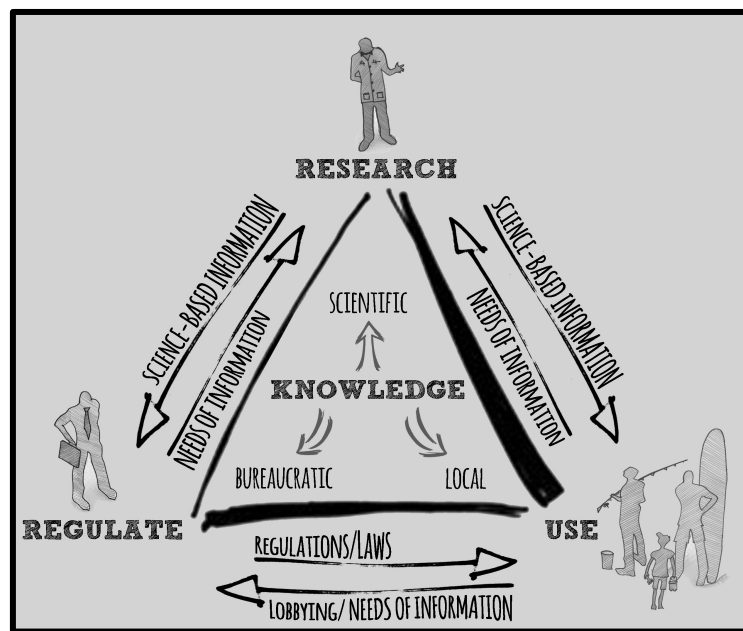 RESEARCH
SCIENCE-BASED INFORMATION
NEEDS OF INFORMATION
SCIENCE-BASED INFORMATION
NEEDS OF INFORMATION
SCIENTIFIC
KNOWLEDGE
BUREAUCRATIC
LOCAL
REGULATE
USE
REGULATIONS/LAWS
LOBBYING/ NEEDS OF INFORMATION